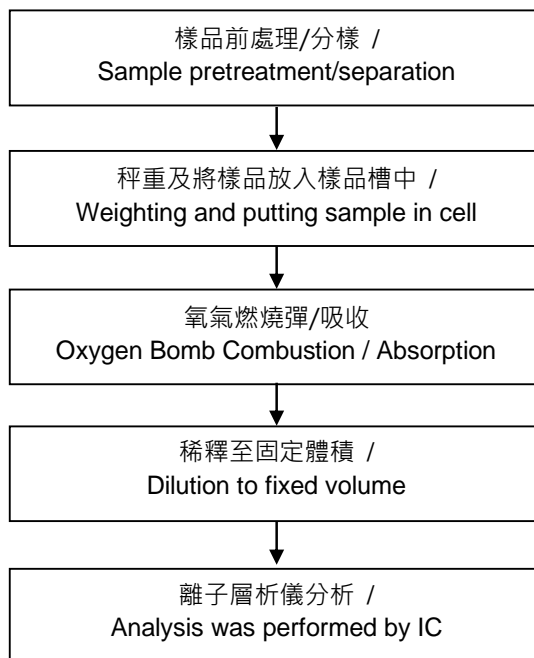 樣品前處理/分樣 /
Sample pretreatment/separation
秤重及將樣品放入樣品槽中 /
Weighting and putting sample in cell
氧氣燃燒彈/吸收
Oxygen Bomb Combustion / Absorption
稀釋至固定體積 /
Dilution to fixed volume
離子層析儀分析 /
Analysis was performed by IC